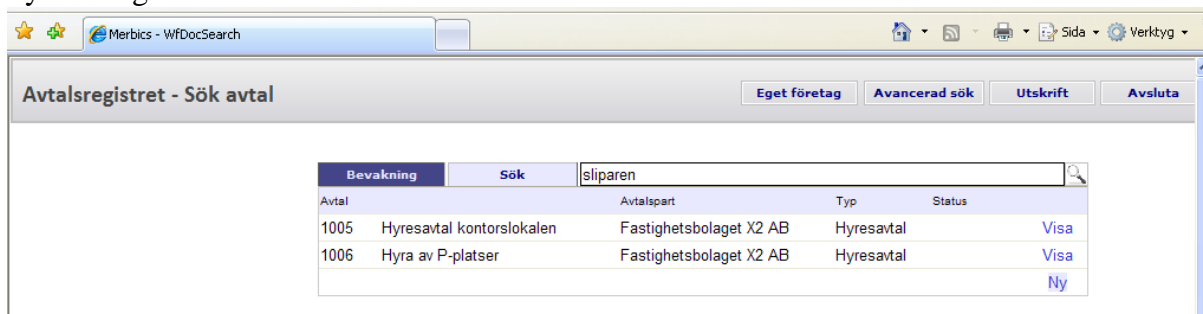 Merbics - WfDocSearch
Sida
Verktyg
Avtalsregistret - Sök avtal
Eget företag
Avancerad sök
Utskrift
Avsluta
Bevakning
Sök
sliparen
Avtal Avtalspart Typ Status
1005 Hyresavtal kontorslokalen Fastighetsbolaget X2 AB Hyresavtal Visa
1006 Hyra av P-platser Fastighetsbolaget X2 AB Hyresavtal Visa
Ny